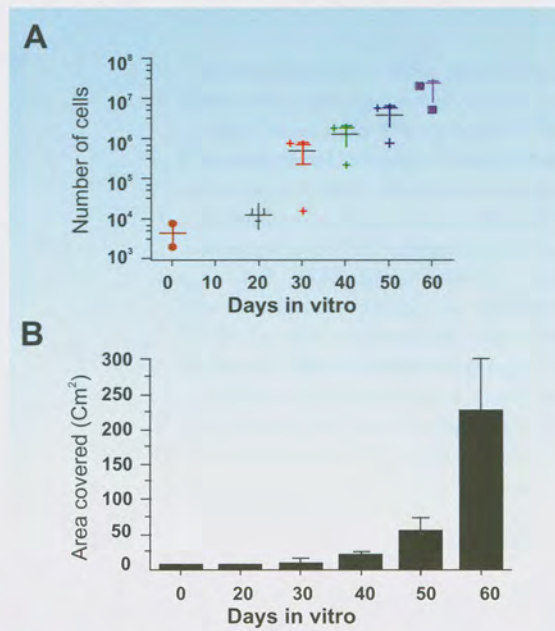 A
Number of cells
10⁸
10⁷
10⁶
10⁵
10⁴
10³
0 10 20 30 40 50 60
Days in vitro
B
Area covered (Cm²)
300
250
200
150
100
50
0
0 20 30 40 50 60
Days in vitro